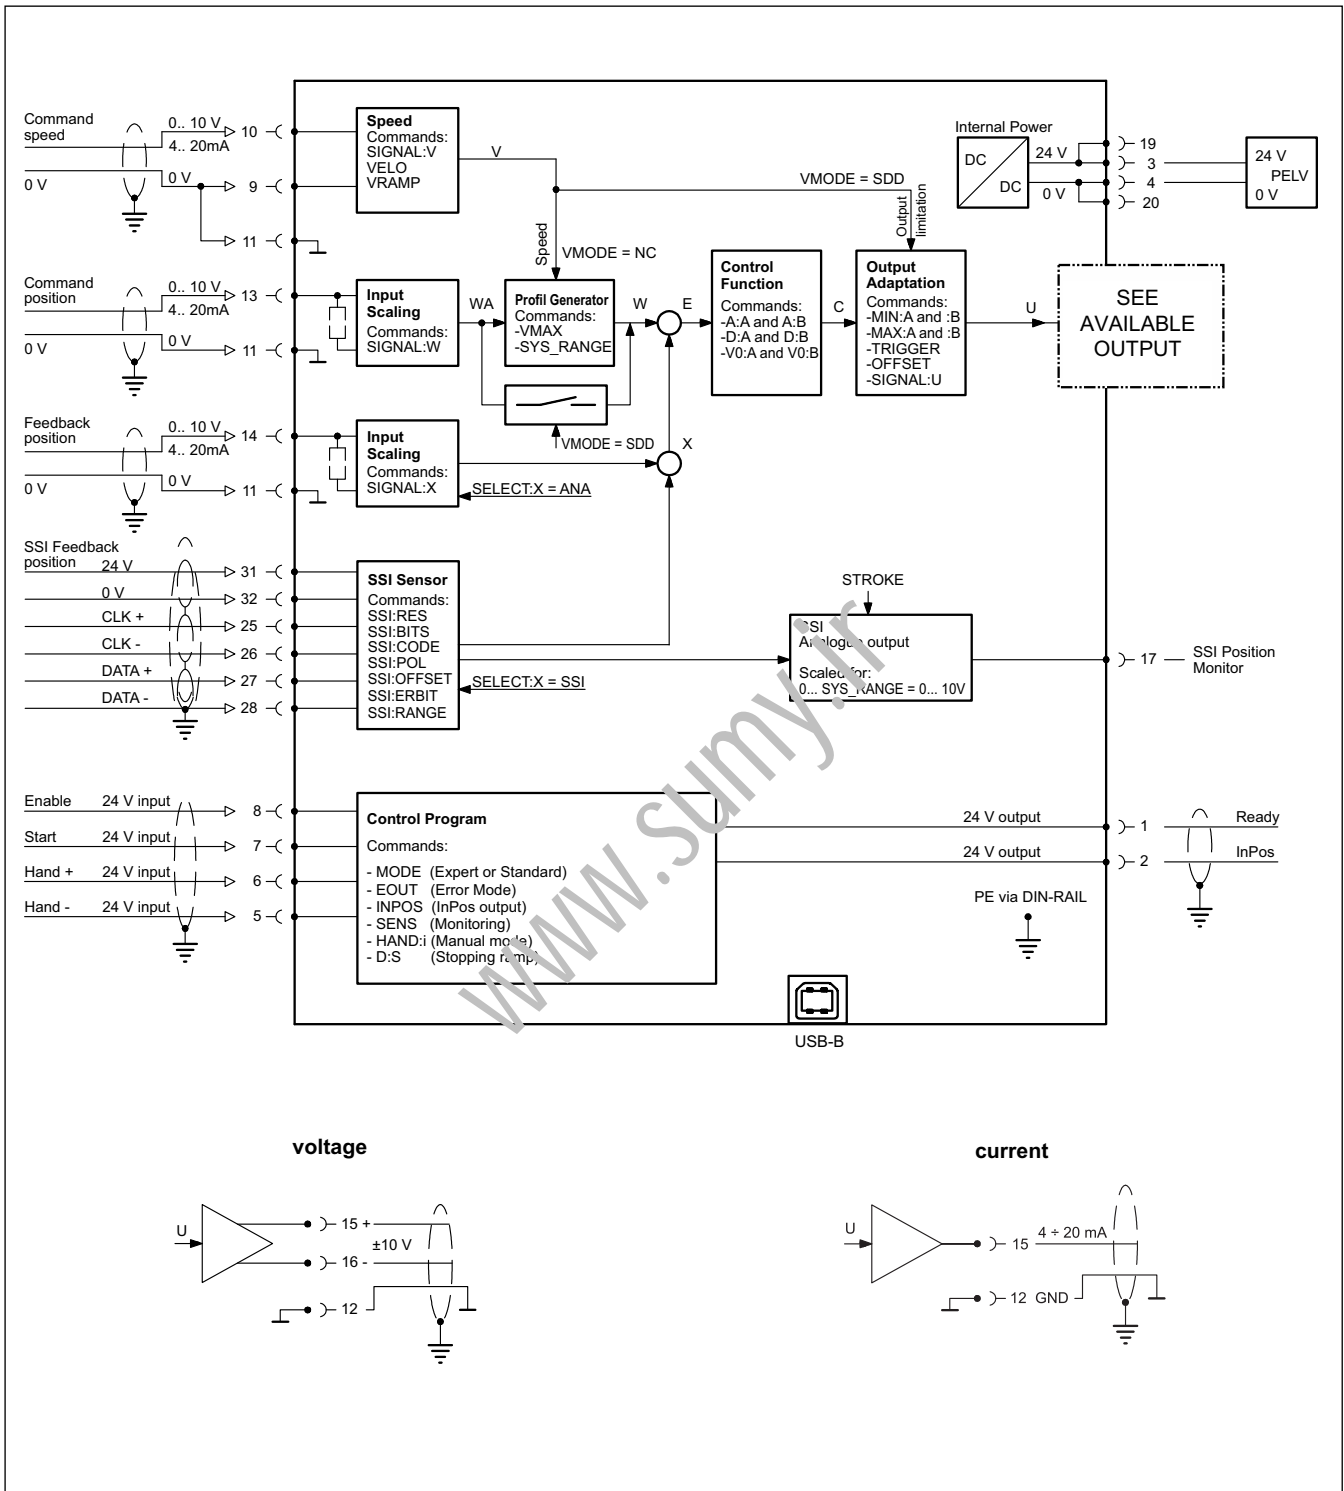 Command
speed
0.. 10 V
4.. 20mA
10
0 V
0 V
9
11
Speed
Commands:
SIGNAL:V
VELO
VRAMP
V
VMODE = SDD
Speed
VMODE = NC
Output
limitation
Internal Power
DC
DC
24 V
0 V
19
3
4
20
24 V
PELV
0 V
Command
position
0.. 10 V
4.. 20mA
13
0 V
0 V
11
Input
Scaling
Commands:
SIGNAL:W
WA
Profil Generator
Commands:
-VMAX
-SYS_RANGE
W
E
VMODE = SDD
Control
Function
Commands:
-A:A and A:B
-D:A and D:B
-V0:A and V0:B
C
Output
Adaptation
Commands:
-MIN:A and :B
-MAX:A and :B
-TRIGGER
-OFFSET
-SIGNAL:U
U
SEE
AVAILABLE
OUTPUT
Feedback
position
0.. 10 V
4.. 20mA
14
0 V
0 V
11
Input
Scaling
Commands:
SIGNAL:X
X
SELECT:X = ANA
SSI Feedback
position
24 V
31
0 V
32
CLK +
25
CLK -
26
DATA +
27
DATA -
28
SSI Sensor
Commands:
SSI:RES
SSI:BITS
SSI:CODE
SSI:POL
SSI:OFFSET
SSI:ERBIT
SSI:RANGE
SELECT:X = SSI
STROKE
SSI
Analogue output
Scaled for:
0... SYS_RANGE = 0... 10V
17
SSI Position
Monitor
Enable
24 V input
8
Start
24 V input
7
Hand +
24 V input
6
Hand -
24 V input
5
Control Program
Commands:
- MODE (Expert or Standard)
- EOUT (Error Mode)
- INPOS (InPos output)
- SENS (Monitoring)
- HAND:i (Manual mode)
- D:S (Stopping ramp)
24 V output
1
Ready
24 V output
2
InPos
PE via DIN-RAIL
USB-B
www.sumy.ir
voltage
U
15 +
±10 V
16 -
12
current
U
15
4 ÷ 20 mA
12 GND